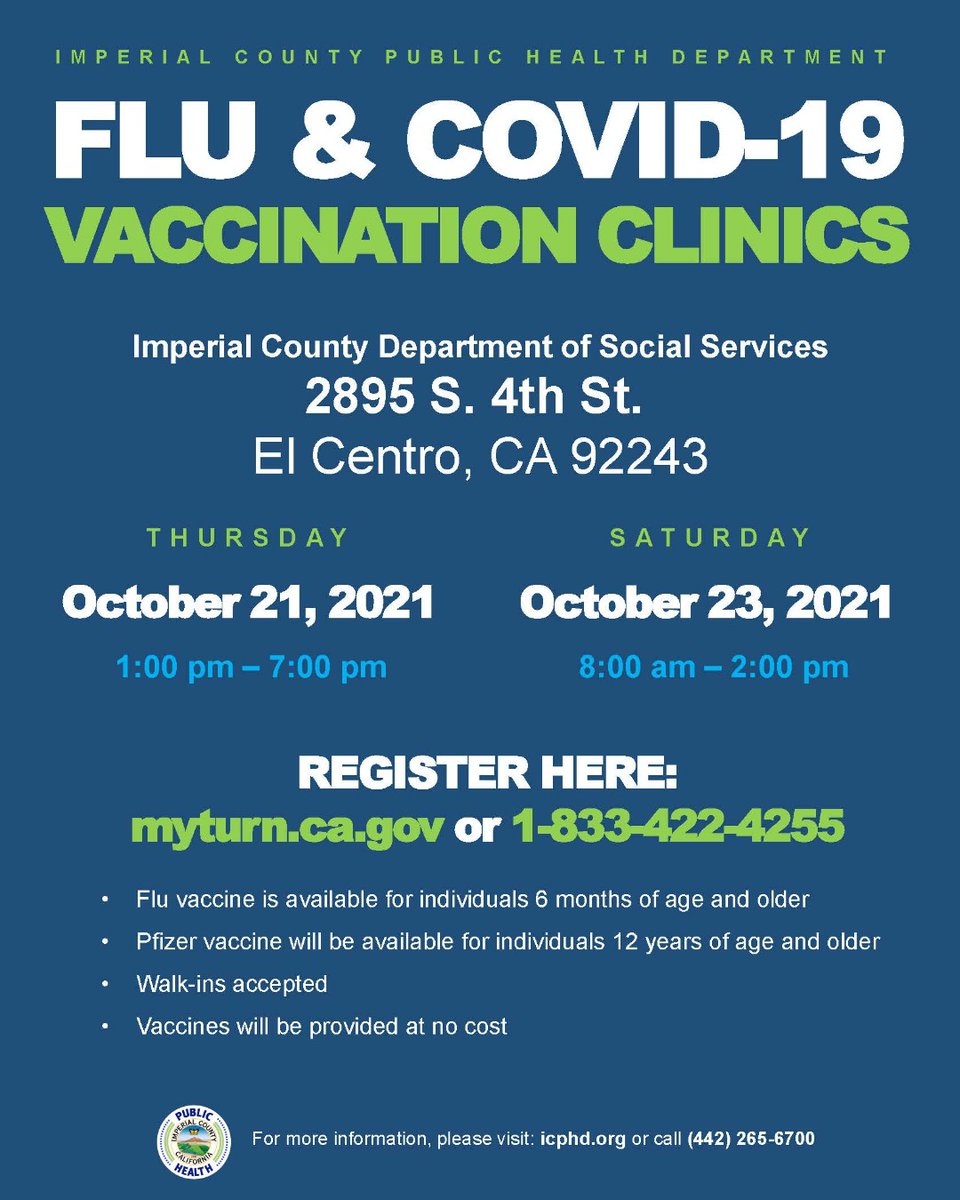 IMPERIAL COUNTY PUBLIC HEALTH DEPARTMENT
FLU & COVID-19
VACCINATION CLINICS
Imperial County Department of Social Services
2895 S. 4th St.
El Centro, CA 92243
THURSDAY
October 21, 2021
1:00 pm – 7:00 pm
SATURDAY
October 23, 2021
8:00 am – 2:00 pm
REGISTER HERE:
myturn.ca.gov or 1-833-422-4255
• Flu vaccine is available for individuals 6 months of age and older
• Pfizer vaccine will be available for individuals 12 years of age and older
• Walk-ins accepted
• Vaccines will be provided at no cost
PUBLIC
IMPERIAL COUNTY
CALIFORNIA
HEALTH
For more information, please visit: icphd.org or call (442) 265-6700